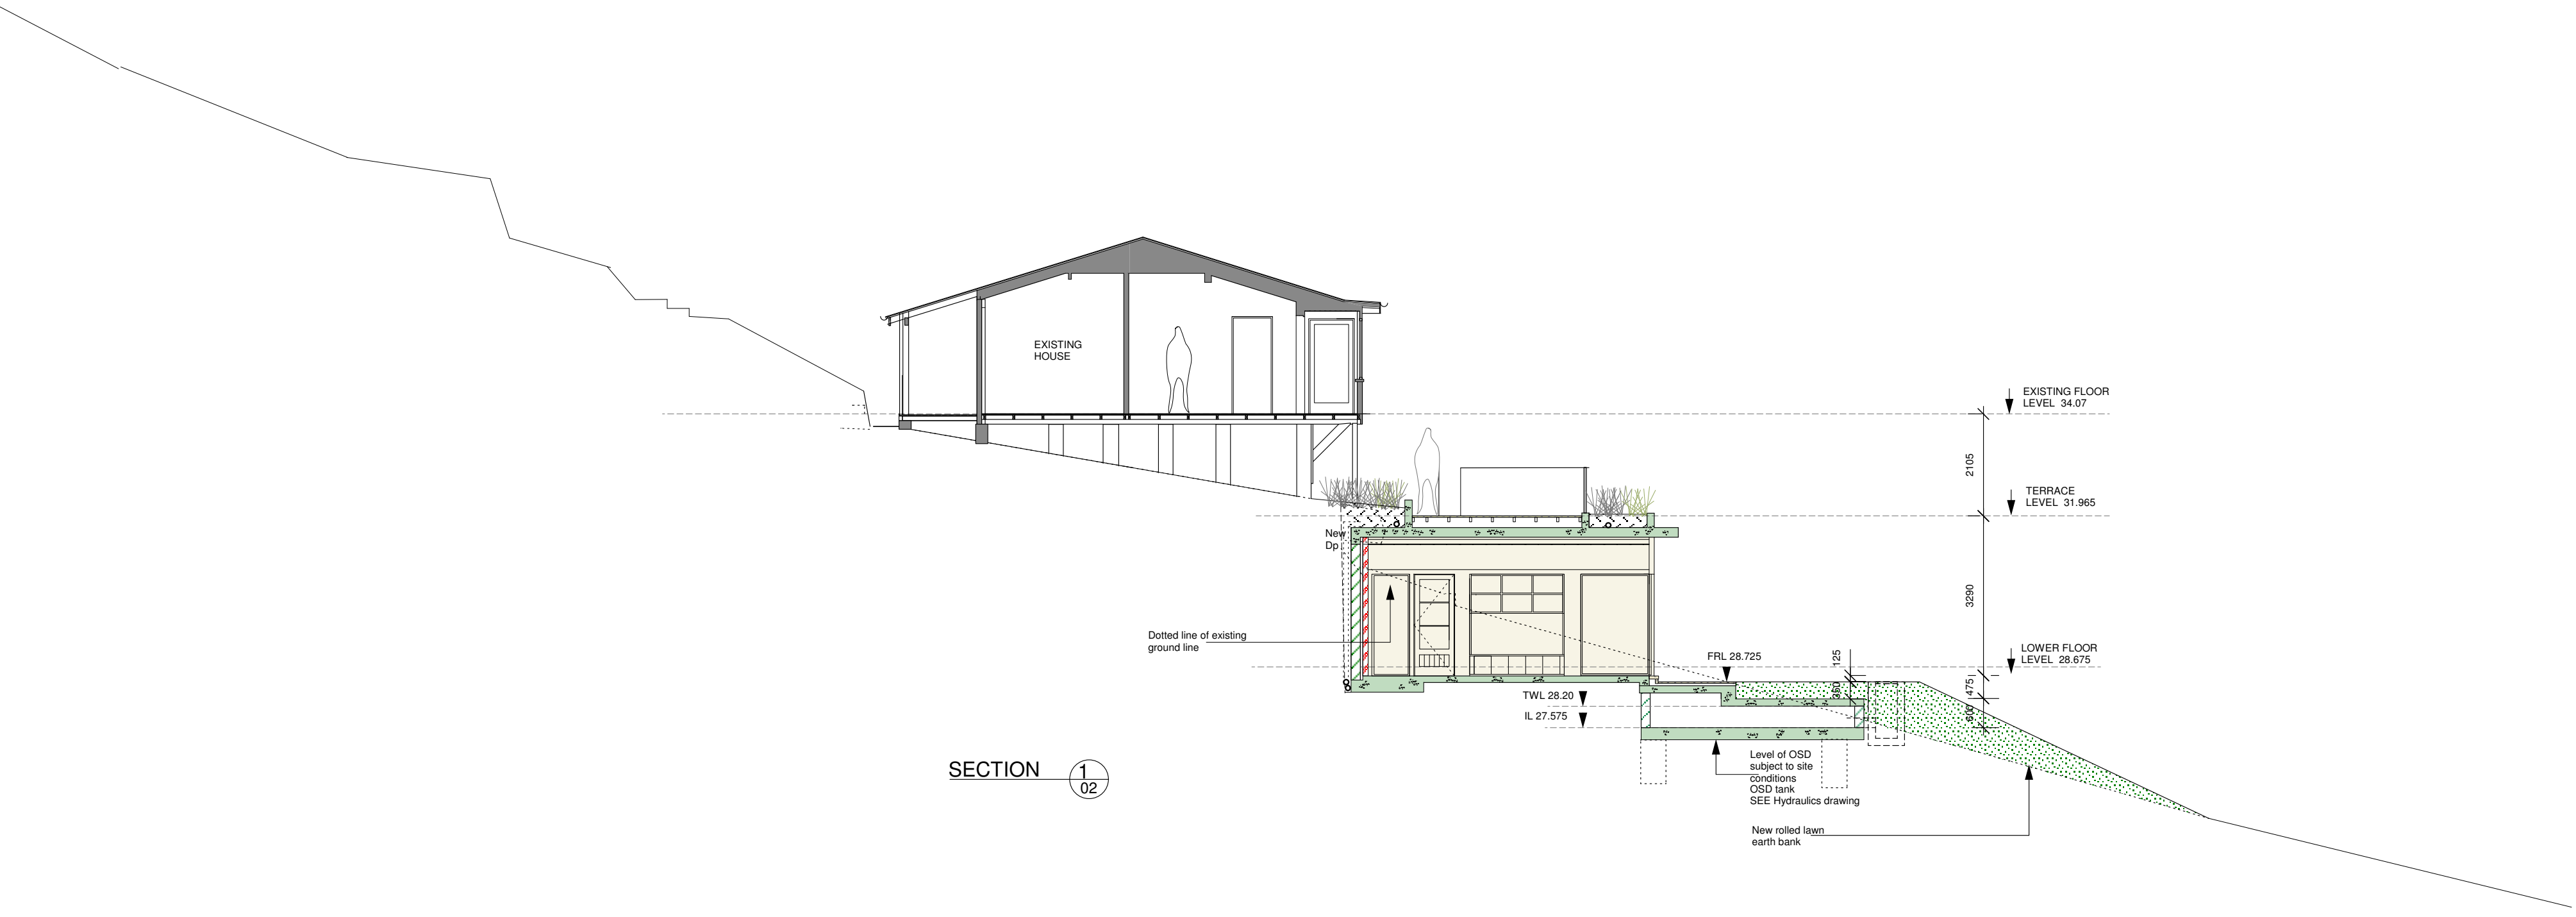 EXISTING
HOUSE
EXISTING FLOOR
LEVEL 34.07
2105
TERRACE
LEVEL 31.965
New
Dp
3290
Dotted line of existing
ground line
LOWER FLOOR
LEVEL 28.675
FRL 28.725
125
350
475
600
TWL 28.20
IL 27.575
Level of OSD
subject to site
conditions
OSD tank
SEE Hydraulics drawing
SECTION
1
02
New rolled lawn
earth bank